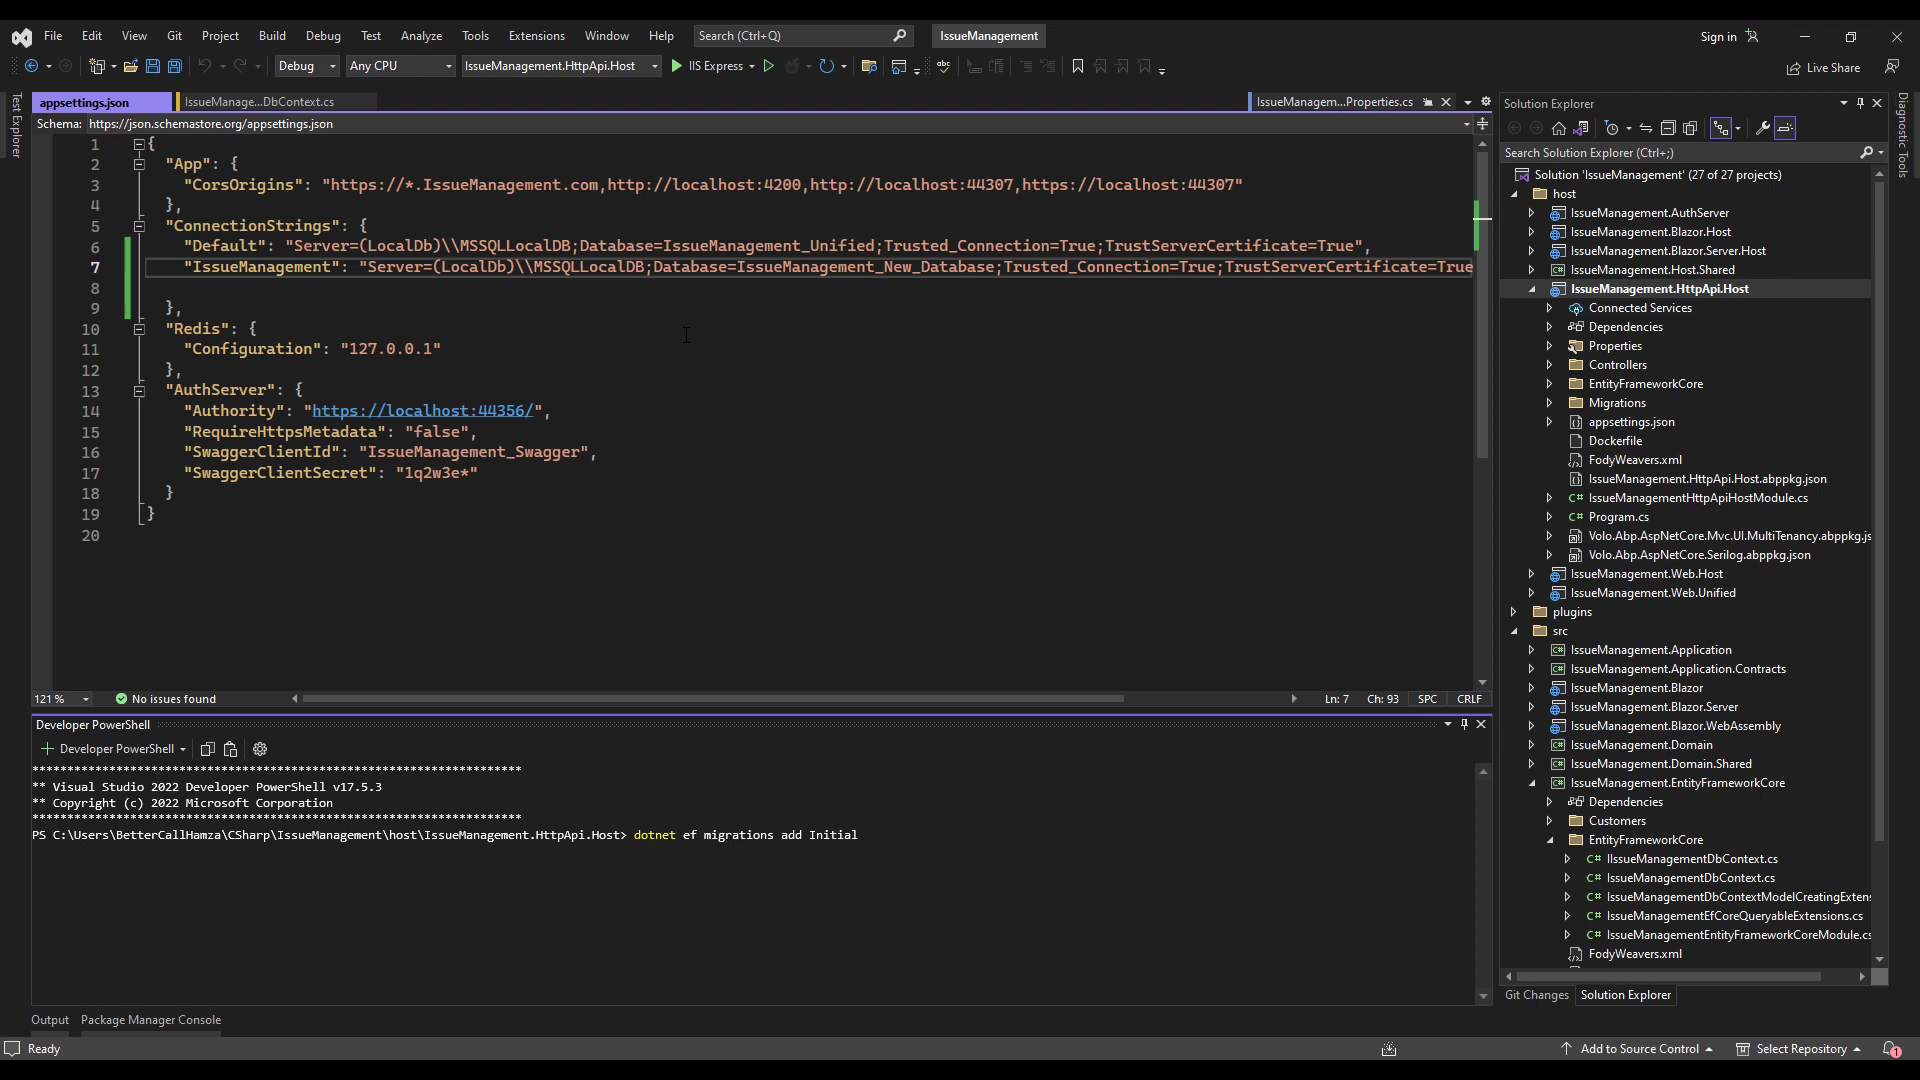 File Edit View Git Project Build Debug Test Analyze Tools Extensions Window Help Search (Ctrl+Q) IssueManagement Sign in
Debug Any CPU IssueManagement.HttpApi.Host IIS Express Live Share
Test Explorer
appsettings.json IssueManage...DbContext.cs IssueManagem...Properties.cs
Schema: https://json.schemastore.org/appsettings.json
1 {
2 "App": {
3 "CorsOrigins": "https://*.IssueManagement.com,http://localhost:4200,http://localhost:44307,https://localhost:44307"
4 },
5 "ConnectionStrings": {
6 "Default": "Server=(LocalDb)\\MSSQLLocalDB;Database=IssueManagement_Unified;Trusted_Connection=True;TrustServerCertificate=True",
7 "IssueManagement": "Server=(LocalDb)\\MSSQLLocalDB;Database=IssueManagement_New_Database;Trusted_Connection=True;TrustServerCertificate=True
8
9 },
10 "Redis": {
11 "Configuration": "127.0.0.1"
12 },
13 "AuthServer": {
14 "Authority": "https://localhost:44356/",
15 "RequireHttpsMetadata": "false",
16 "SwaggerClientId": "IssueManagement_Swagger",
17 "SwaggerClientSecret": "1q2w3e*"
18 }
19 }
20
121 % No issues found Ln: 7 Ch: 93 SPC CRLF
Developer PowerShell
Developer PowerShell
**********************************************************************
** Visual Studio 2022 Developer PowerShell v17.5.3
** Copyright (c) 2022 Microsoft Corporation
**********************************************************************
PS C:\Users\BetterCallHamza\CSharp\IssueManagement\host\IssueManagement.HttpApi.Host> dotnet ef migrations add Initial
Output Package Manager Console
Solution Explorer
Search Solution Explorer (Ctrl+;)
Solution 'IssueManagement' (27 of 27 projects)
host
IssueManagement.AuthServer
IssueManagement.Blazor.Host
IssueManagement.Blazor.Server.Host
IssueManagement.Host.Shared
IssueManagement.HttpApi.Host
Connected Services
Dependencies
Properties
Controllers
EntityFrameworkCore
Migrations
appsettings.json
Dockerfile
FodyWeavers.xml
IssueManagement.HttpApi.Host.abppkg.json
C# IssueManagementHttpApiHostModule.cs
C# Program.cs
Volo.Abp.AspNetCore.Mvc.UI.MultiTenancy.abppkg.js
Volo.Abp.AspNetCore.Serilog.abppkg.json
IssueManagement.Web.Host
IssueManagement.Web.Unified
plugins
src
C# IssueManagement.Application
C# IssueManagement.Application.Contracts
IssueManagement.Blazor
IssueManagement.Blazor.Server
IssueManagement.Blazor.WebAssembly
C# IssueManagement.Domain
C# IssueManagement.Domain.Shared
C# IssueManagement.EntityFrameworkCore
Dependencies
Customers
EntityFrameworkCore
C# IIssueManagementDbContext.cs
C# IssueManagementDbContext.cs
C# IssueManagementDbContextModelCreatingExtens
C# IssueManagementEfCoreQueryableExtensions.cs
C# IssueManagementEntityFrameworkCoreModule.cs
FodyWeavers.xml
Git Changes Solution Explorer
Diagnostic Tools
Ready Add to Source Control Select Repository 1